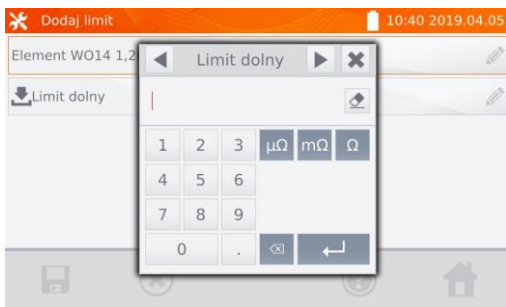 Dodaj limit
10:40 2019.04.05
Element WO14 1,2
Limit dolny
Limit dolny
1 2 3 μΩ mΩ Ω
4 5 6
7 8 9
0 .